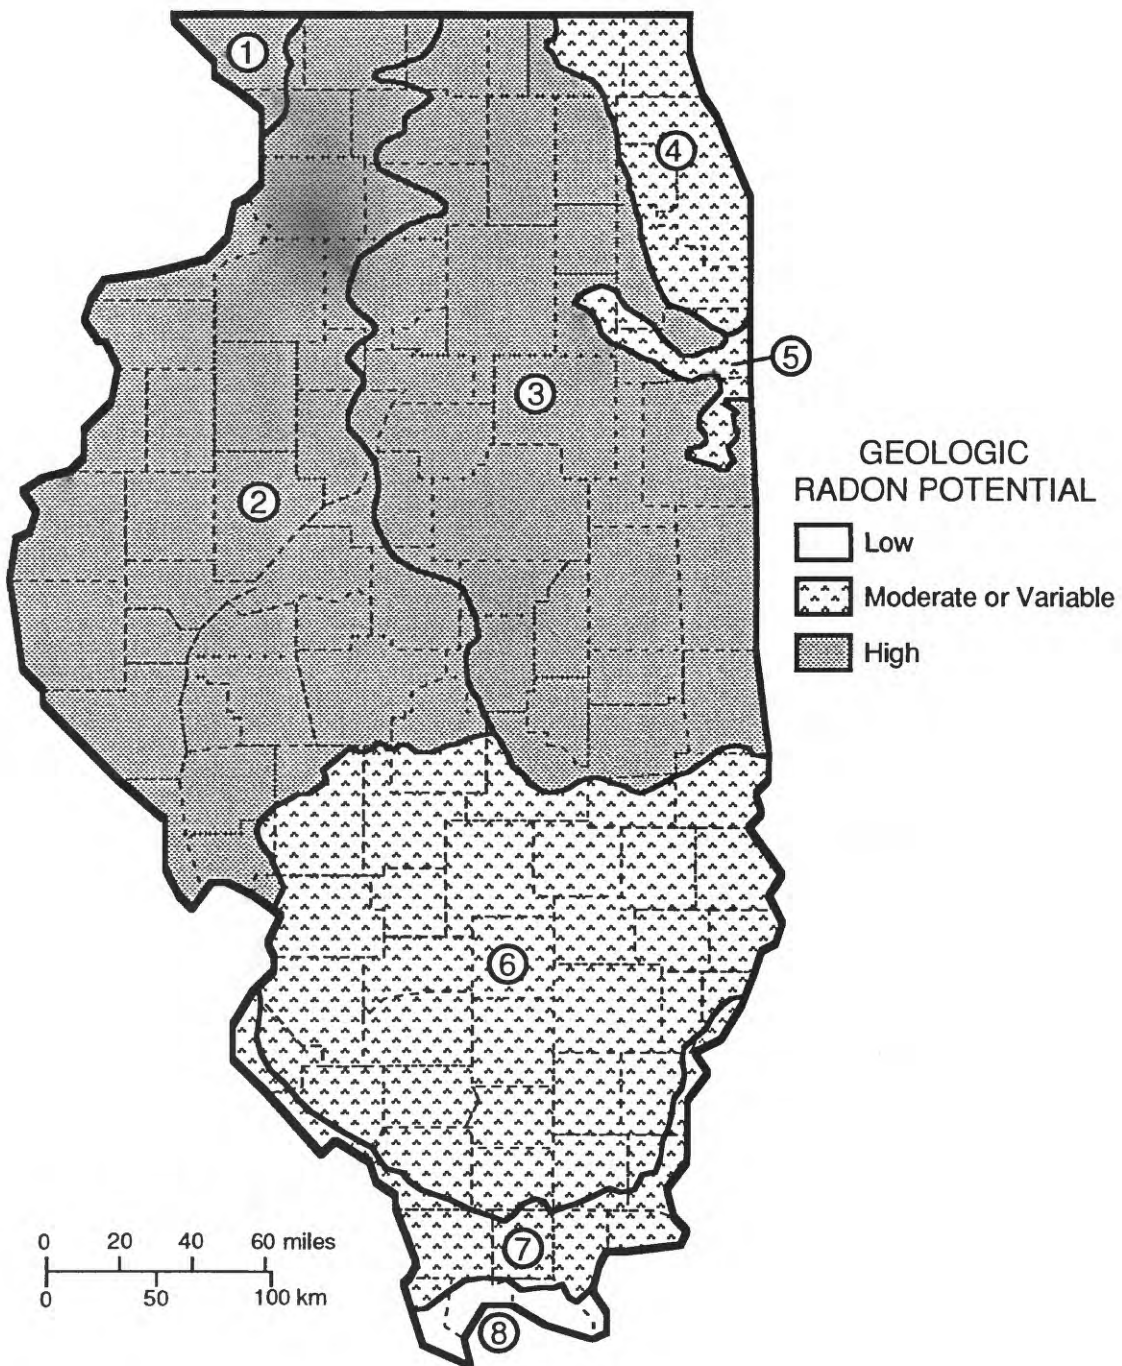 1
4
5
3
GEOLOGIC
RADON POTENTIAL
2
Low
Moderate or Variable
High
6
0 20 40 60 miles
7
0 50 100 km
8